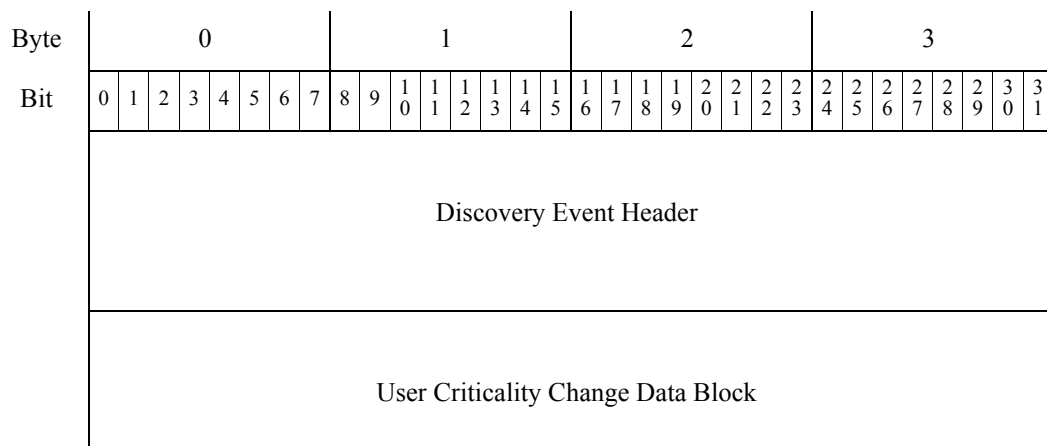 Byte 0 1 2 3
Bit 0 1 2 3 4 5 6 7 8 9 10 11 12 13 14 15 16 17 18 19 20 21 22 23 24 25 26 27 28 29 30 31
Discovery Event Header
User Criticality Change Data Block